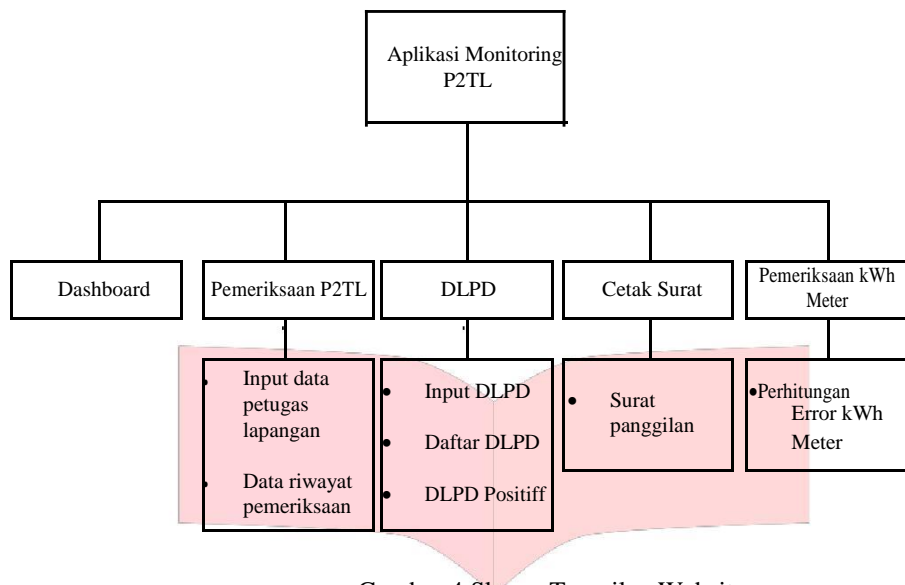 Aplikasi Monitoring
P2TL
Dashboard
Pemeriksaan P2TL
DLPD
Cetak Surat
Pemeriksaan kWh
Meter
• Input data
petugas
lapangan
• Data riwayat
pemeriksaan
• Input DLPD
• Daftar DLPD
• DLPD Positiff
• Surat
panggilan
•Perhitungan
Error kWh
Meter